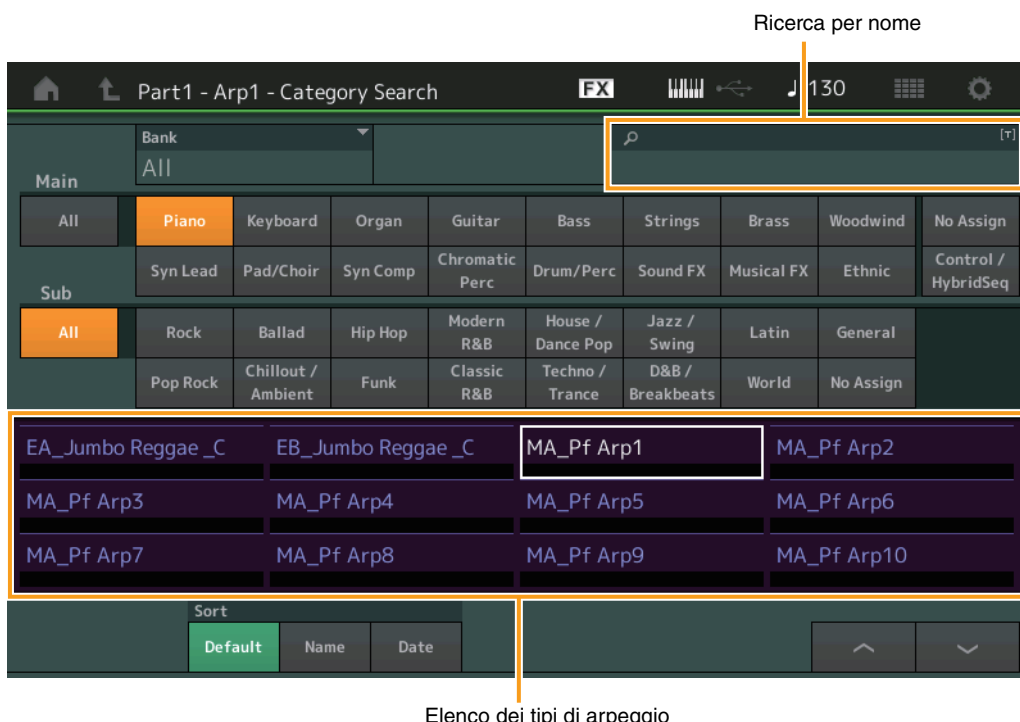 Ricerca per nome
Part1 - Arp1 - Category Search FX 130
Bank [T]
All
Main
All Piano Keyboard Organ Guitar Bass Strings Brass Woodwind No Assign
Syn Lead Pad/Choir Syn Comp Chromatic Perc Drum/Perc Sound FX Musical FX Ethnic Control / HybridSeq
Sub
All Rock Ballad Hip Hop Modern R&B House / Dance Pop Jazz / Swing Latin General
Pop Rock Chillout / Ambient Funk Classic R&B Techno / Trance D&B / Breakbeats World No Assign
EA_Jumbo Reggae _C EB_Jumbo Reggae _C MA_Pf Arp1 MA_Pf Arp2
MA_Pf Arp3 MA_Pf Arp4 MA_Pf Arp5 MA_Pf Arp6
MA_Pf Arp7 MA_Pf Arp8 MA_Pf Arp9 MA_Pf Arp10
Sort
Default Name Date
Elenco dei tipi di arpeggio